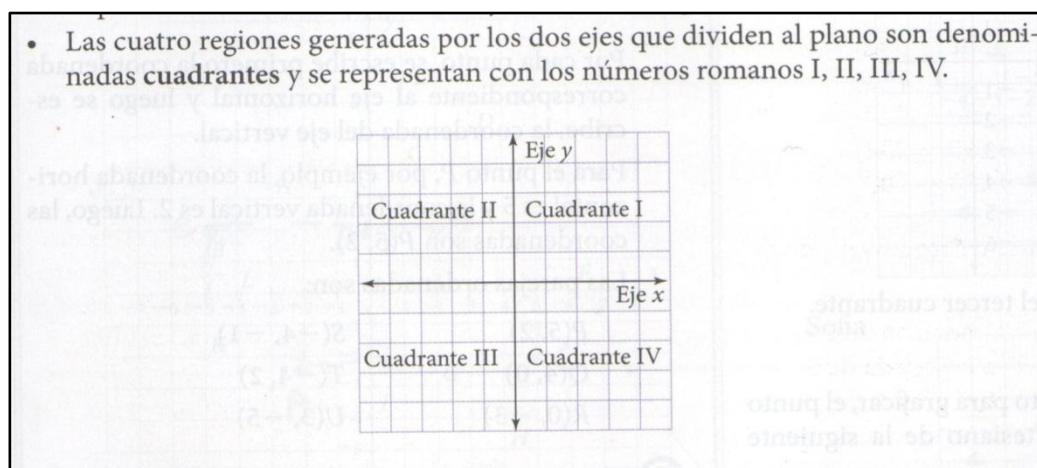 • Las cuatro regiones generadas por los dos ejes que dividen al plano son denomi-
nadas cuadrantes y se representan con los números romanos I, II, III, IV.
Eje y
Cuadrante II Cuadrante I
Eje x
Cuadrante III Cuadrante IV